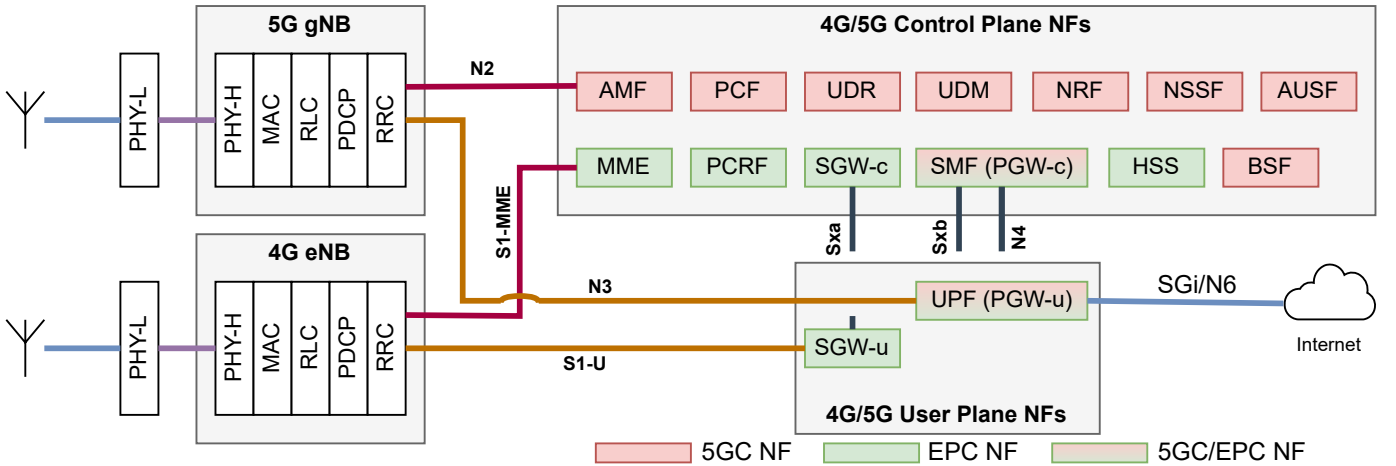 5G gNB
4G/5G Control Plane NFs
PHY-L
PHY-H
MAC
RLC
PDCP
RRC
N2
AMF
PCF
UDR
UDM
NRF
NSSF
AUSF
MME
PCRF
SGW-c
SMF (PGW-c)
HSS
BSF
S1-MME
Sxa
Sxb
N4
4G eNB
PHY-L
PHY-H
MAC
RLC
PDCP
RRC
N3
S1-U
UPF (PGW-u)
SGW-u
4G/5G User Plane NFs
SGi/N6
Internet
5GC NF
EPC NF
5GC/EPC NF